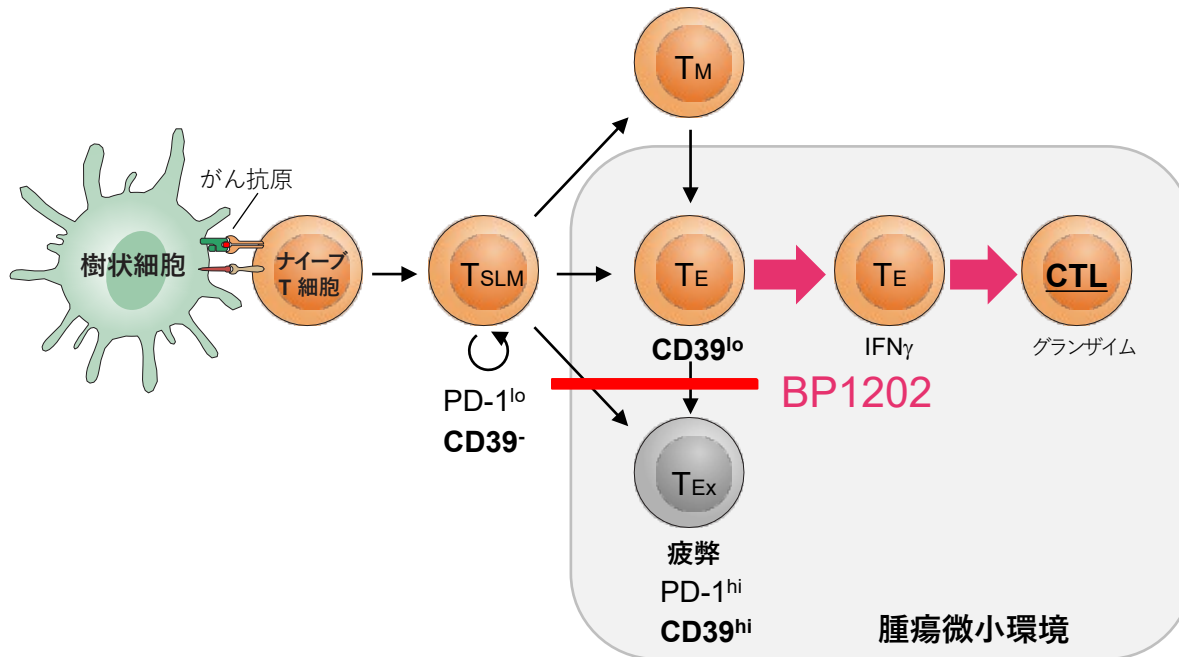 TM
がん抗原
樹状細胞
ナイーブ
T 細胞
TSLM
TE
TE
CTL
CD39lo
IFNγ
グランザイム
PD-1lo
CD39-
BP1202
TEx
疲弊
PD-1hi
CD39hi
腫瘍微小環境